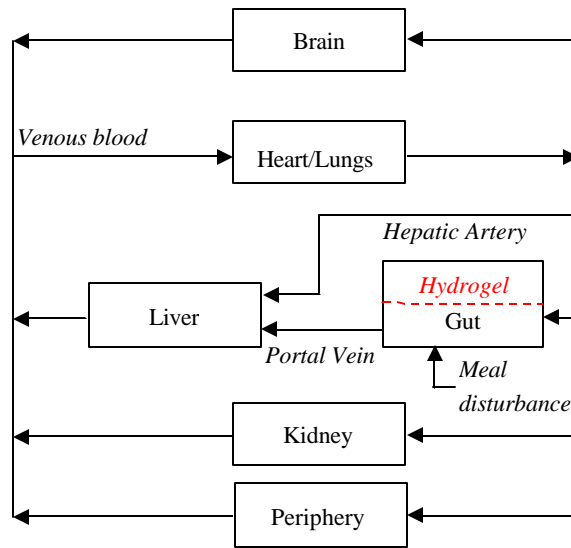 Brain
Venous blood
Heart/Lungs
Hepatic Artery
Hydrogel
Gut
Liver
Portal Vein
Meal
disturbance
Kidney
Periphery